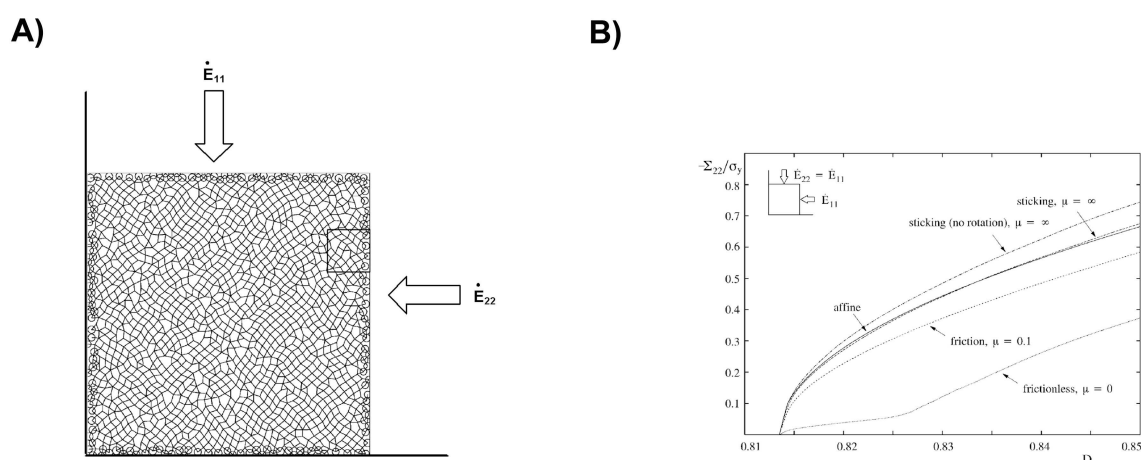 A)
Ė₁₁
Ė₂₂
B)
–Σ₂₂/σy
0.8
0.7
0.6
0.5
0.4
0.3
0.2
0.1
Ė₂₂ = Ė₁₁
Ė₁₁
sticking, μ = ∞
sticking (no rotation), μ = ∞
affine
friction, μ = 0.1
frictionless, μ = 0
0.81
0.82
0.83
0.84
0.85